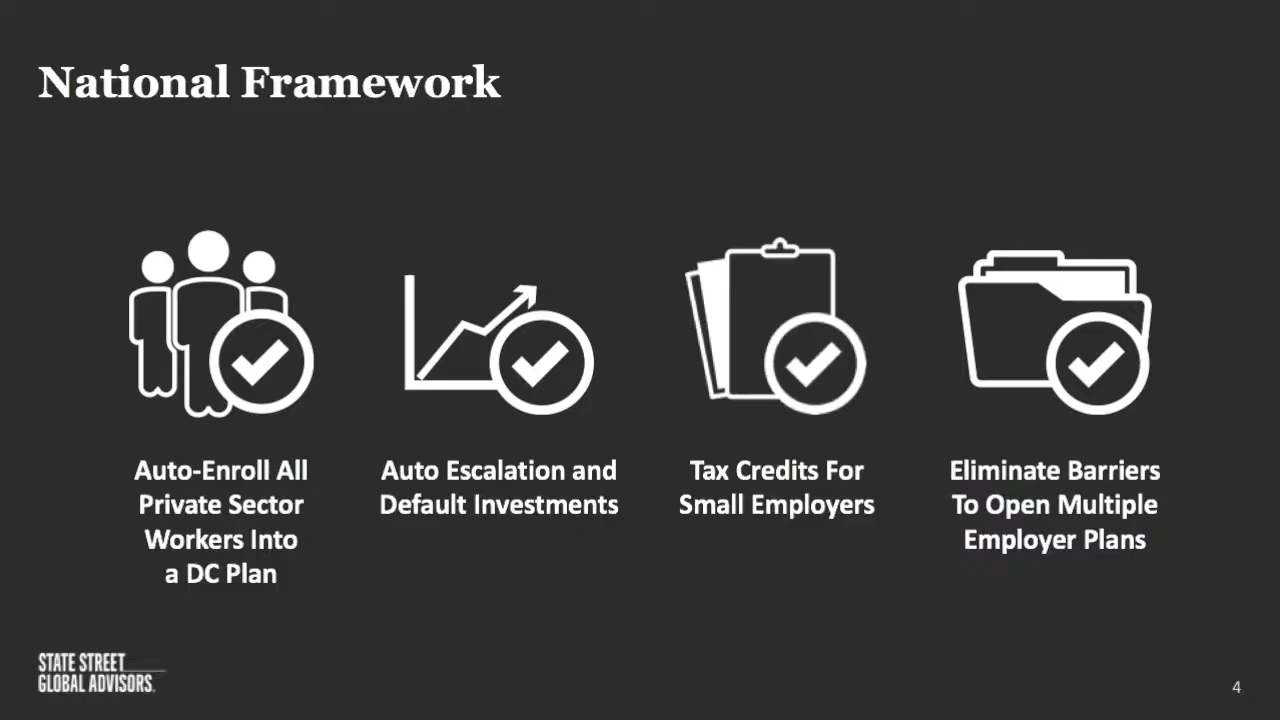 National Framework
Auto-Enroll All
Private Sector
Workers Into
a DC Plan
Auto Escalation and
Default Investments
Tax Credits For
Small Employers
Eliminate Barriers
To Open Multiple
Employer Plans
STATE STREET
GLOBAL ADVISORS.
4